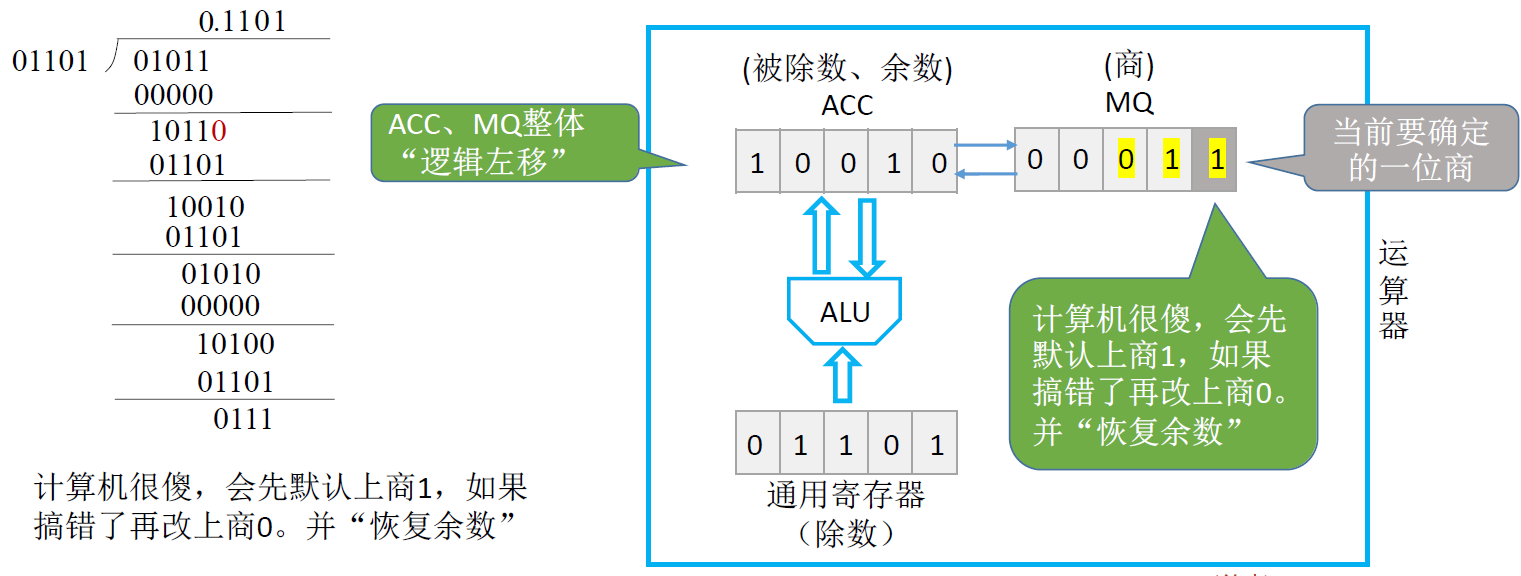 0.1101
01101
01011
00000
10110
01101
10010
01101
01010
00000
10100
01101
0111
计算机很傻，会先默认上商1，如果
搞错了再改上商0。并“恢复余数”
ACC、MQ整体
“逻辑左移”
(被除数、余数)
ACC
1 0 0 1 0
(商)
MQ
0 0 0 1 1
当前要确定
的一位商
ALU
计算机很傻，会先
默认上商1，如果
搞错了再改上商0。
并“恢复余数”
0 1 1 0 1
通用寄存器
（除数）
运
算
器